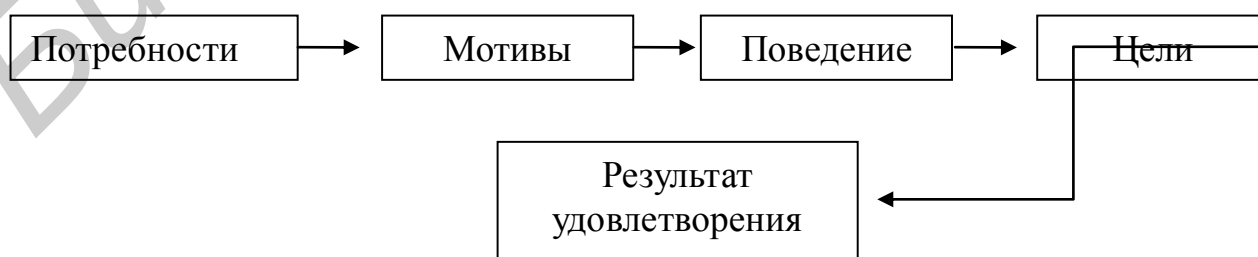 Потребности
Мотивы
Поведение
Цели
Результат
удовлетворения